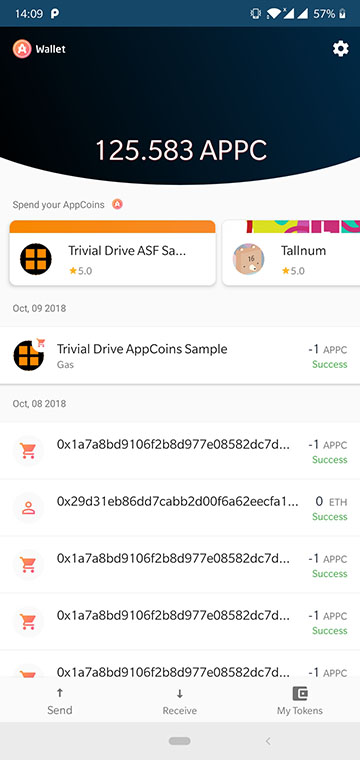 14:09 57%
Wallet
125.583 APPC
Spend your AppCoins
Trivial Drive ASF Sa...
5.0
Tallnum
5.0
Oct, 09 2018
Trivial Drive AppCoins Sample
-1 APPC
Gas
Success
Oct, 08 2018
0x1a7a8bd9106f2b8d977e08582dc7d...
-1 APPC
Success
0x29d31eb86dd7cabb2d00f6a62eecfa1...
0 ETH
Success
0x1a7a8bd9106f2b8d977e08582dc7d...
-1 APPC
Success
0x1a7a8bd9106f2b8d977e08582dc7d...
-1 APPC
Success
0x1a7a8bd9106f2b8d977e08582dc7d...
-1 APPC
Send
Receive
My Tokens